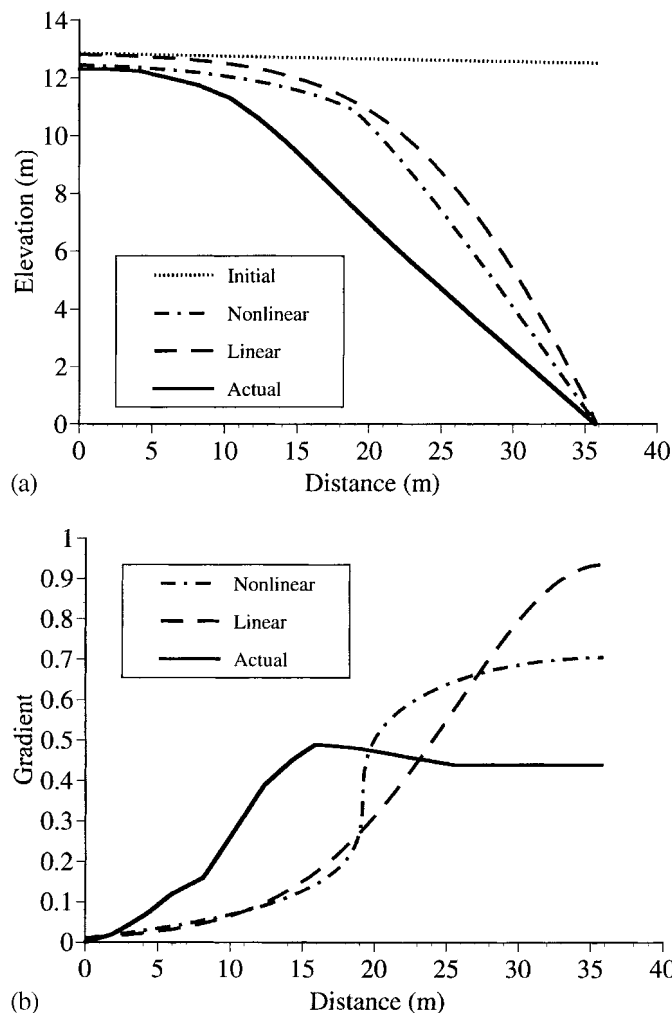 14
12
10
8
6
4
2
0
Elevation (m)
Initial
Nonlinear
Linear
Actual
0 5 10 15 20 25 30 35 40
Distance (m)
(a)
1
0.9
0.8
0.7
0.6
0.5
0.4
0.3
0.2
0.1
0
Gradient
Nonlinear
Linear
Actual
0 5 10 15 20 25 30 35 40
Distance (m)
(b)